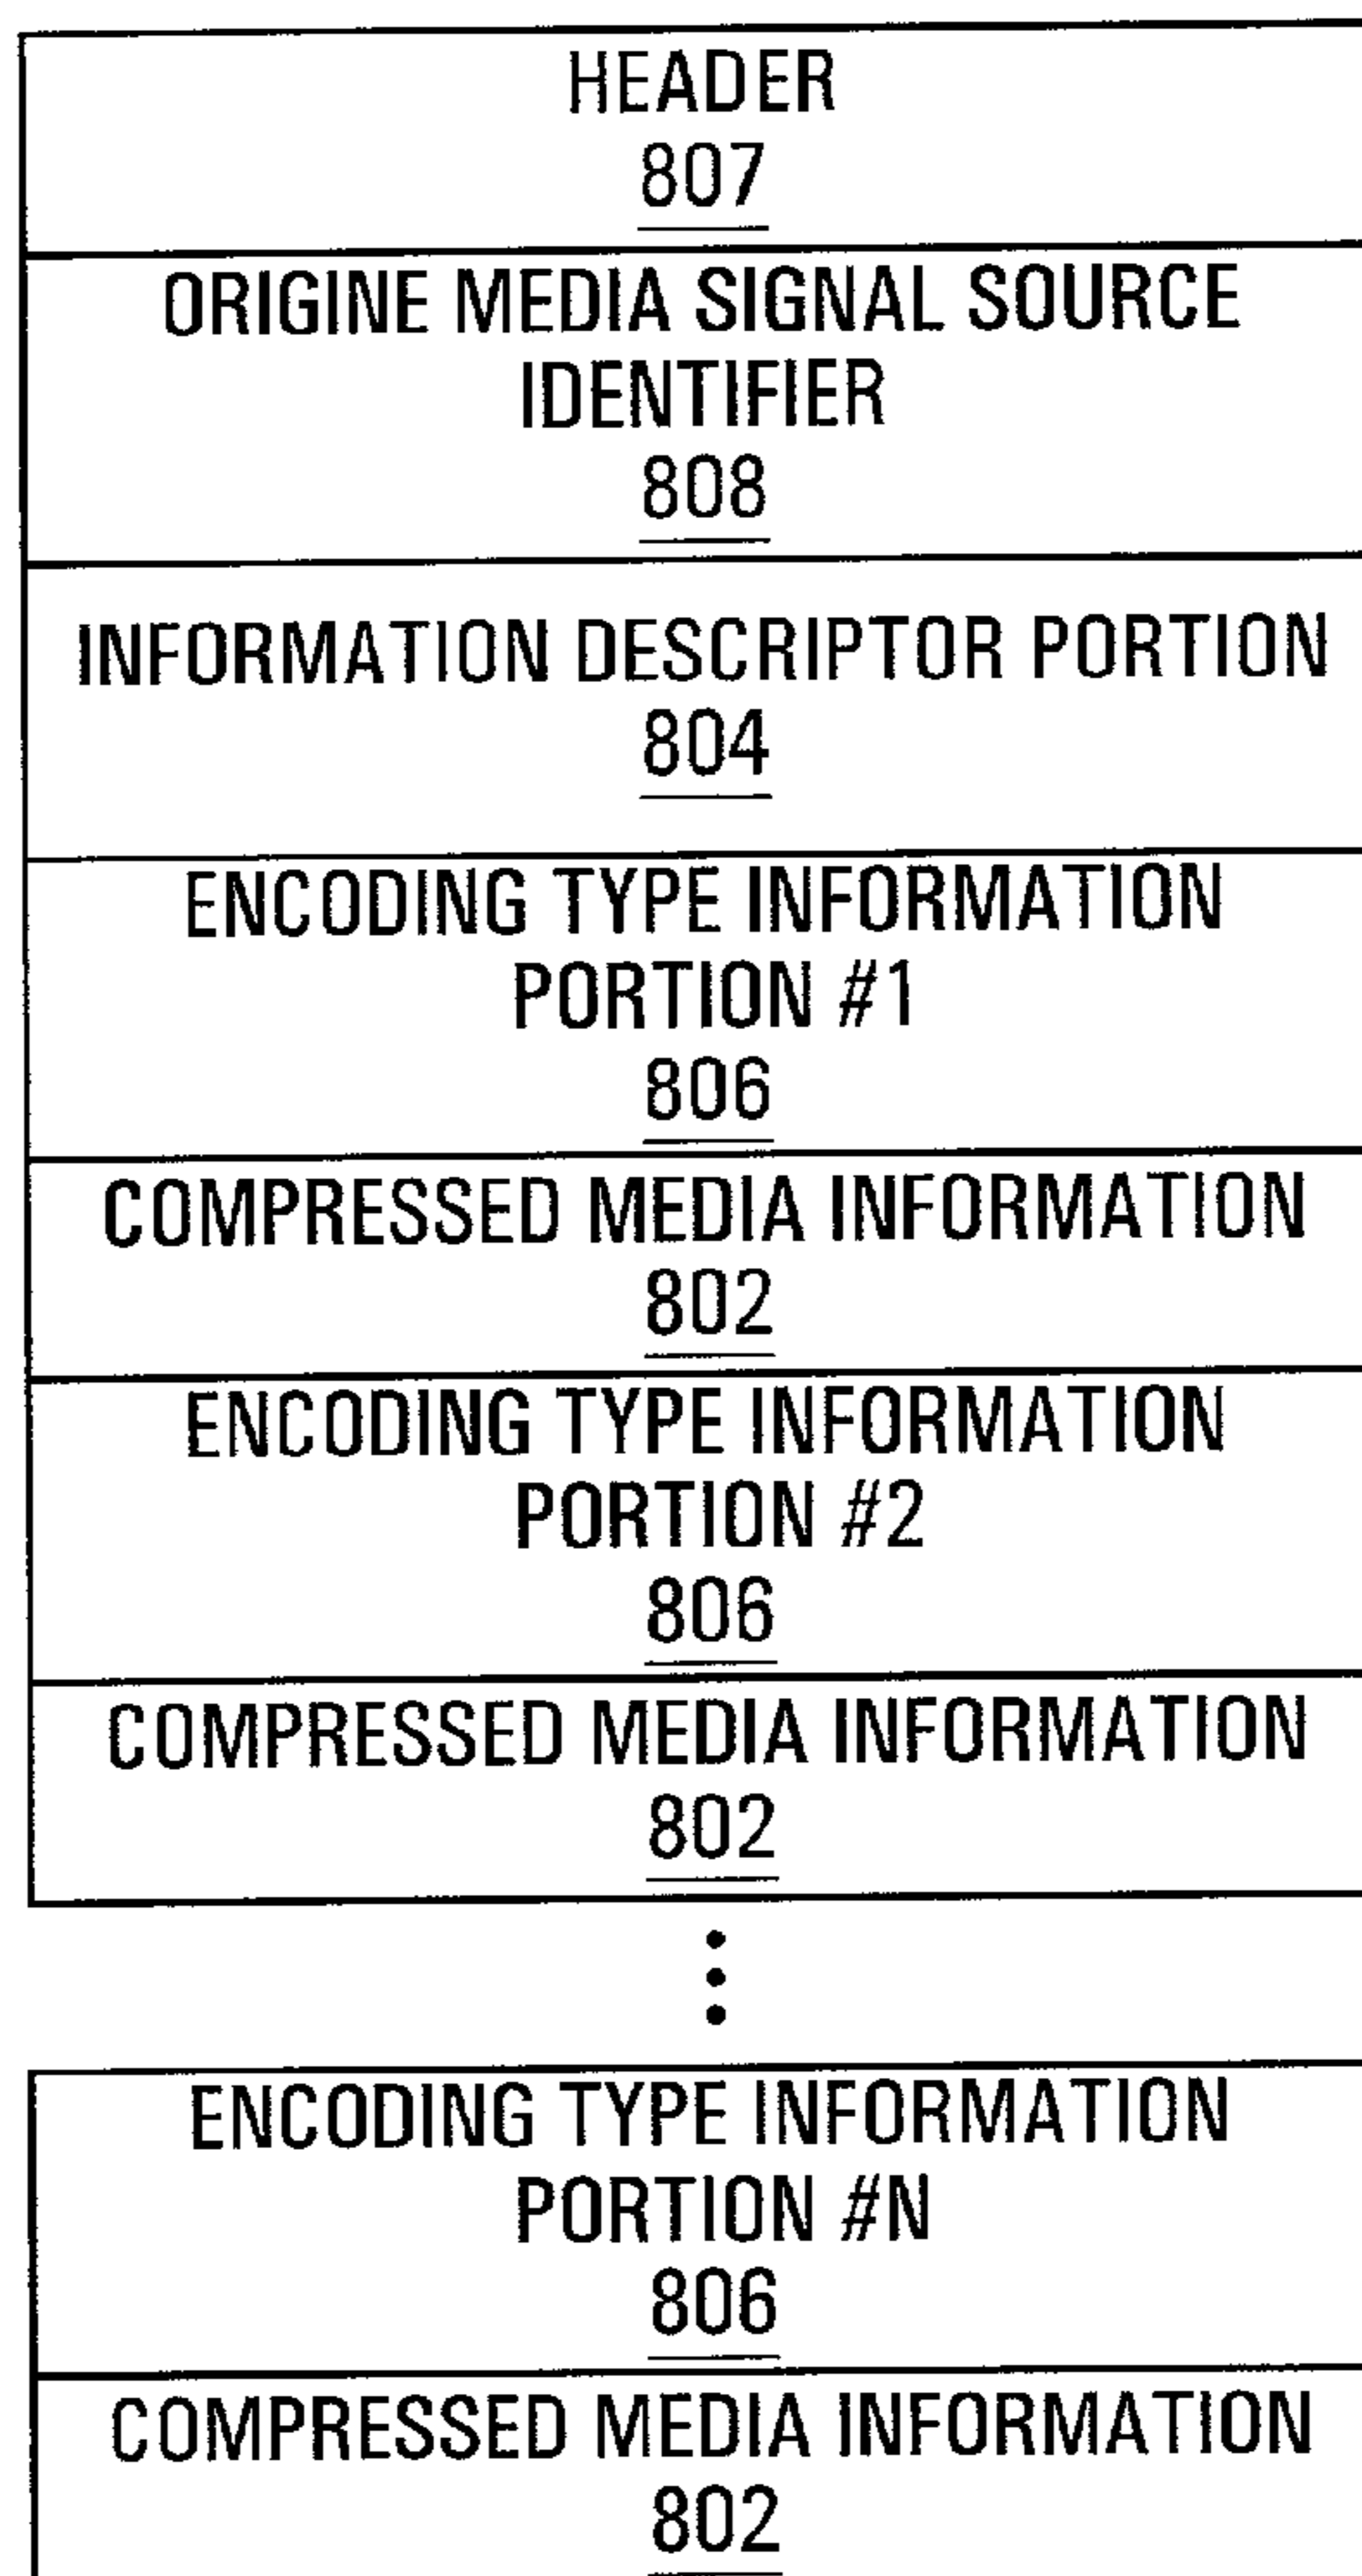 HEADER
807
ORIGINE MEDIA SIGNAL SOURCE
IDENTIFIER
808
INFORMATION DESCRIPTOR PORTION
804
ENCODING TYPE INFORMATION
PORTION #1
806
COMPRESSED MEDIA INFORMATION
802
ENCODING TYPE INFORMATION
PORTION #2
806
COMPRESSED MEDIA INFORMATION
802
ENCODING TYPE INFORMATION
PORTION #N
806
COMPRESSED MEDIA INFORMATION
802